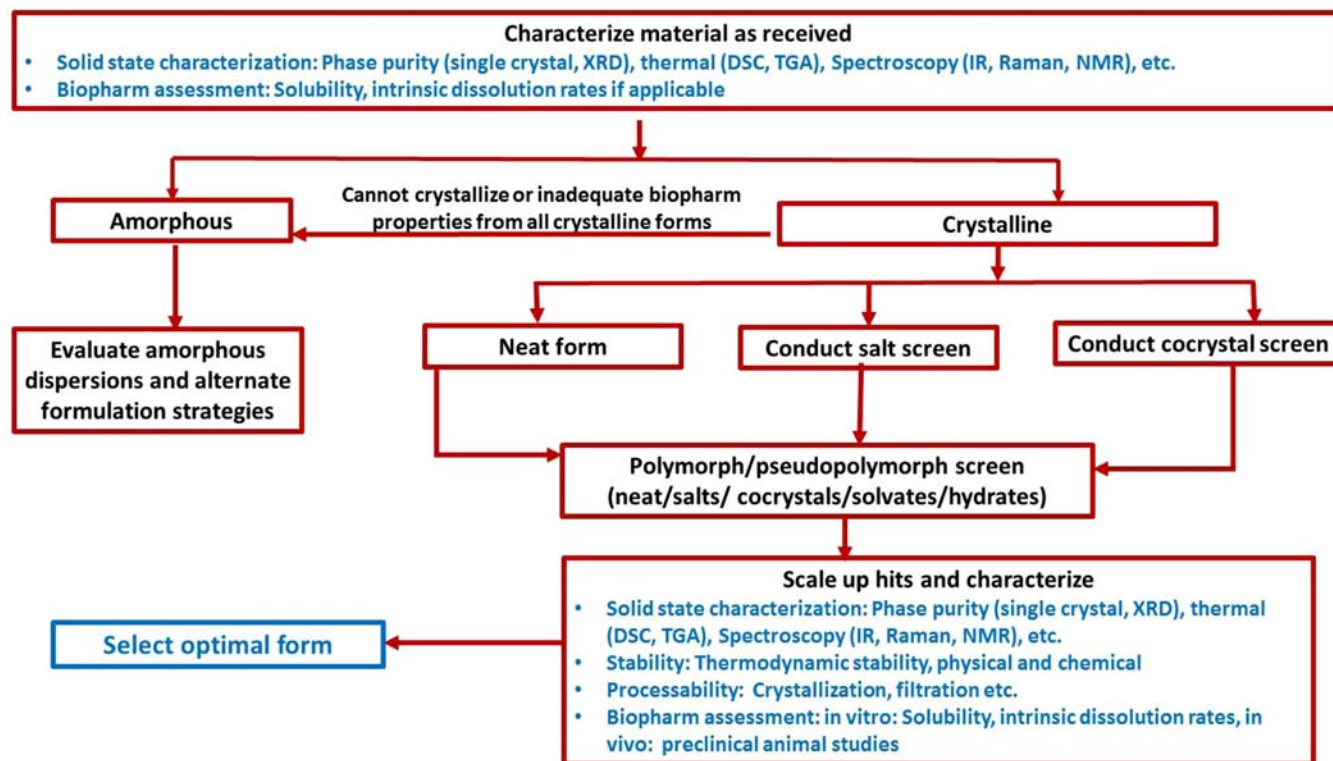 Characterize material as received
• Solid state characterization: Phase purity (single crystal, XRD), thermal (DSC, TGA), Spectroscopy (IR, Raman, NMR), etc.
• Biopharm assessment: Solubility, intrinsic dissolution rates if applicable
Cannot crystallize or inadequate biopharm
properties from all crystalline forms
Amorphous
Crystalline
Evaluate amorphous
dispersions and alternate
formulation strategies
Neat form
Conduct salt screen
Conduct cocrystal screen
Polymorph/pseudopolymorph screen
(neat/salts/ cocrystals/solvates/hydrates)
Scale up hits and characterize
• Solid state characterization: Phase purity (single crystal, XRD), thermal
(DSC, TGA), Spectroscopy (IR, Raman, NMR), etc.
• Stability: Thermodynamic stability, physical and chemical
• Processability: Crystallization, filtration etc.
• Biopharm assessment: in vitro: Solubility, intrinsic dissolution rates, in
vivo: preclinical animal studies
Select optimal form